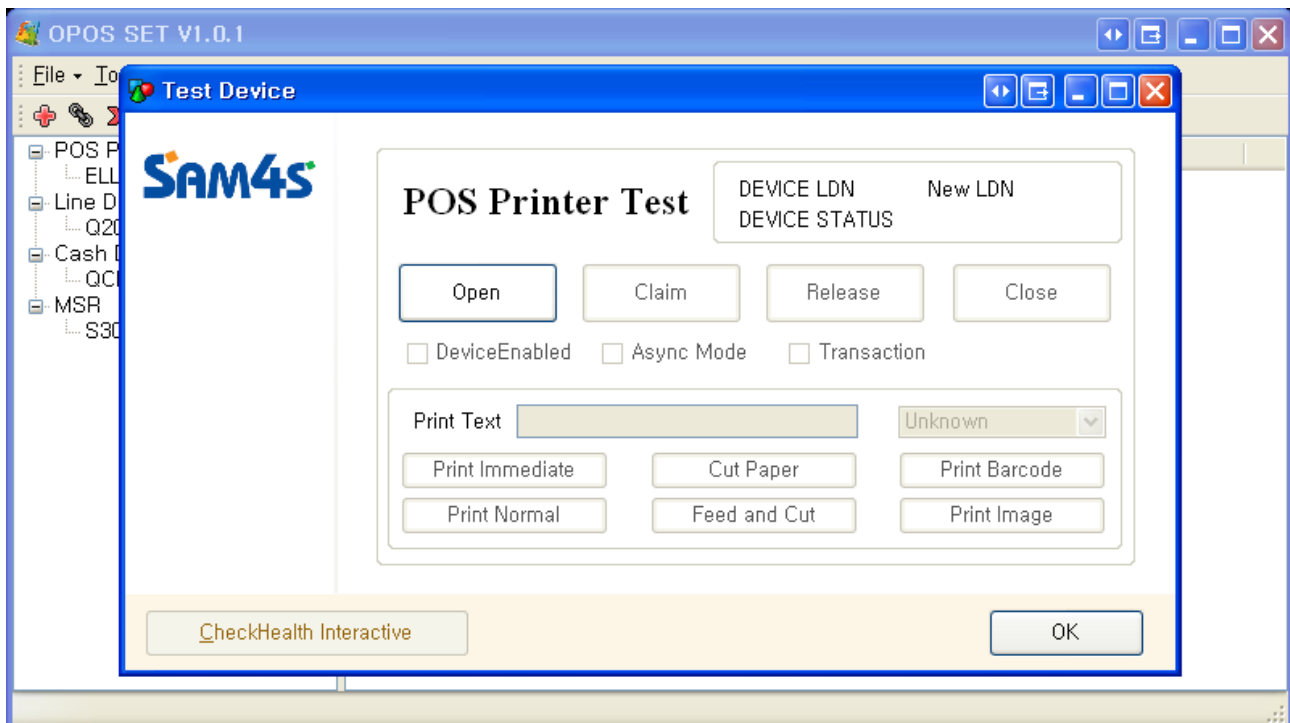 OPOS SET V1.0.1
File To
Test Device
POS P
ELL
Line D
Q20
Cash
QC
MSR
S30
SAM4S
POS Printer Test
DEVICE LDN New LDN
DEVICE STATUS
Open Claim Release Close
DeviceEnabled Async Mode Transaction
Print Text Unknown
Print Immediate Cut Paper Print Barcode
Print Normal Feed and Cut Print Image
CheckHealth Interactive OK